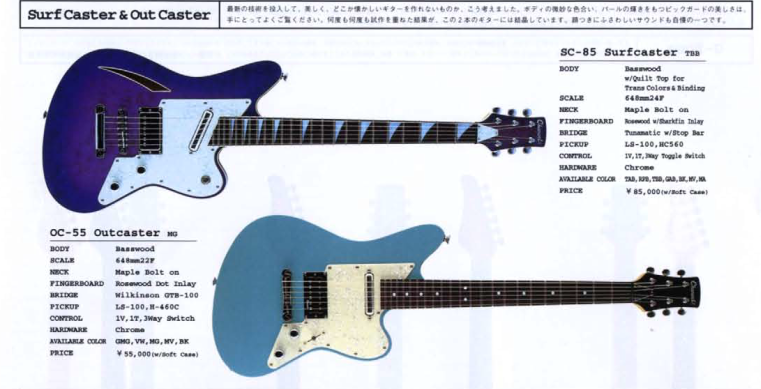 Surf Caster & Out Caster
最新の技術を投入して、美しく、どこか懐かしいギターを作れないものか、こう考えました。ボディの微妙な色合い、パールの輝きをもつピックガードの美しさは、
手にとってよくご覧ください。何度も何度も試作を重ねた結果が、この2本のギターには結晶しています。顔つきにふさわしいサウンドも自慢の一つです。
SC-85 Surfcaster TBB
BODY Basswood
w/Quilt Top for
Trans Colors & Binding
SCALE 648mm24F
NECK Maple Bolt on
FINGERBOARD Rosewood w/Sharkfin Inlay
BRIDGE Tunamatic w/Stop Bar
PICKUP LS-100,HC560
CONTROL 1V,1T,3Way Toggle Switch
HARDWARE Chrome
AVAILABLE COLOR TAB,RPB,TBB,GAB,BK,MV,MA
PRICE ¥85,000(w/Soft Case)
OC-55 Outcaster MG
BODY Basswood
SCALE 648mm22F
NECK Maple Bolt on
FINGERBOARD Rosewood Dot Inlay
BRIDGE Wilkinson GTB-100
PICKUP LS-100,H-460C
CONTROL 1V,1T,3Way Switch
HARDWARE Chrome
AVAILABLE COLOR GMG,VW,MG,MV,BK
PRICE ¥55,000(w/Soft Case)